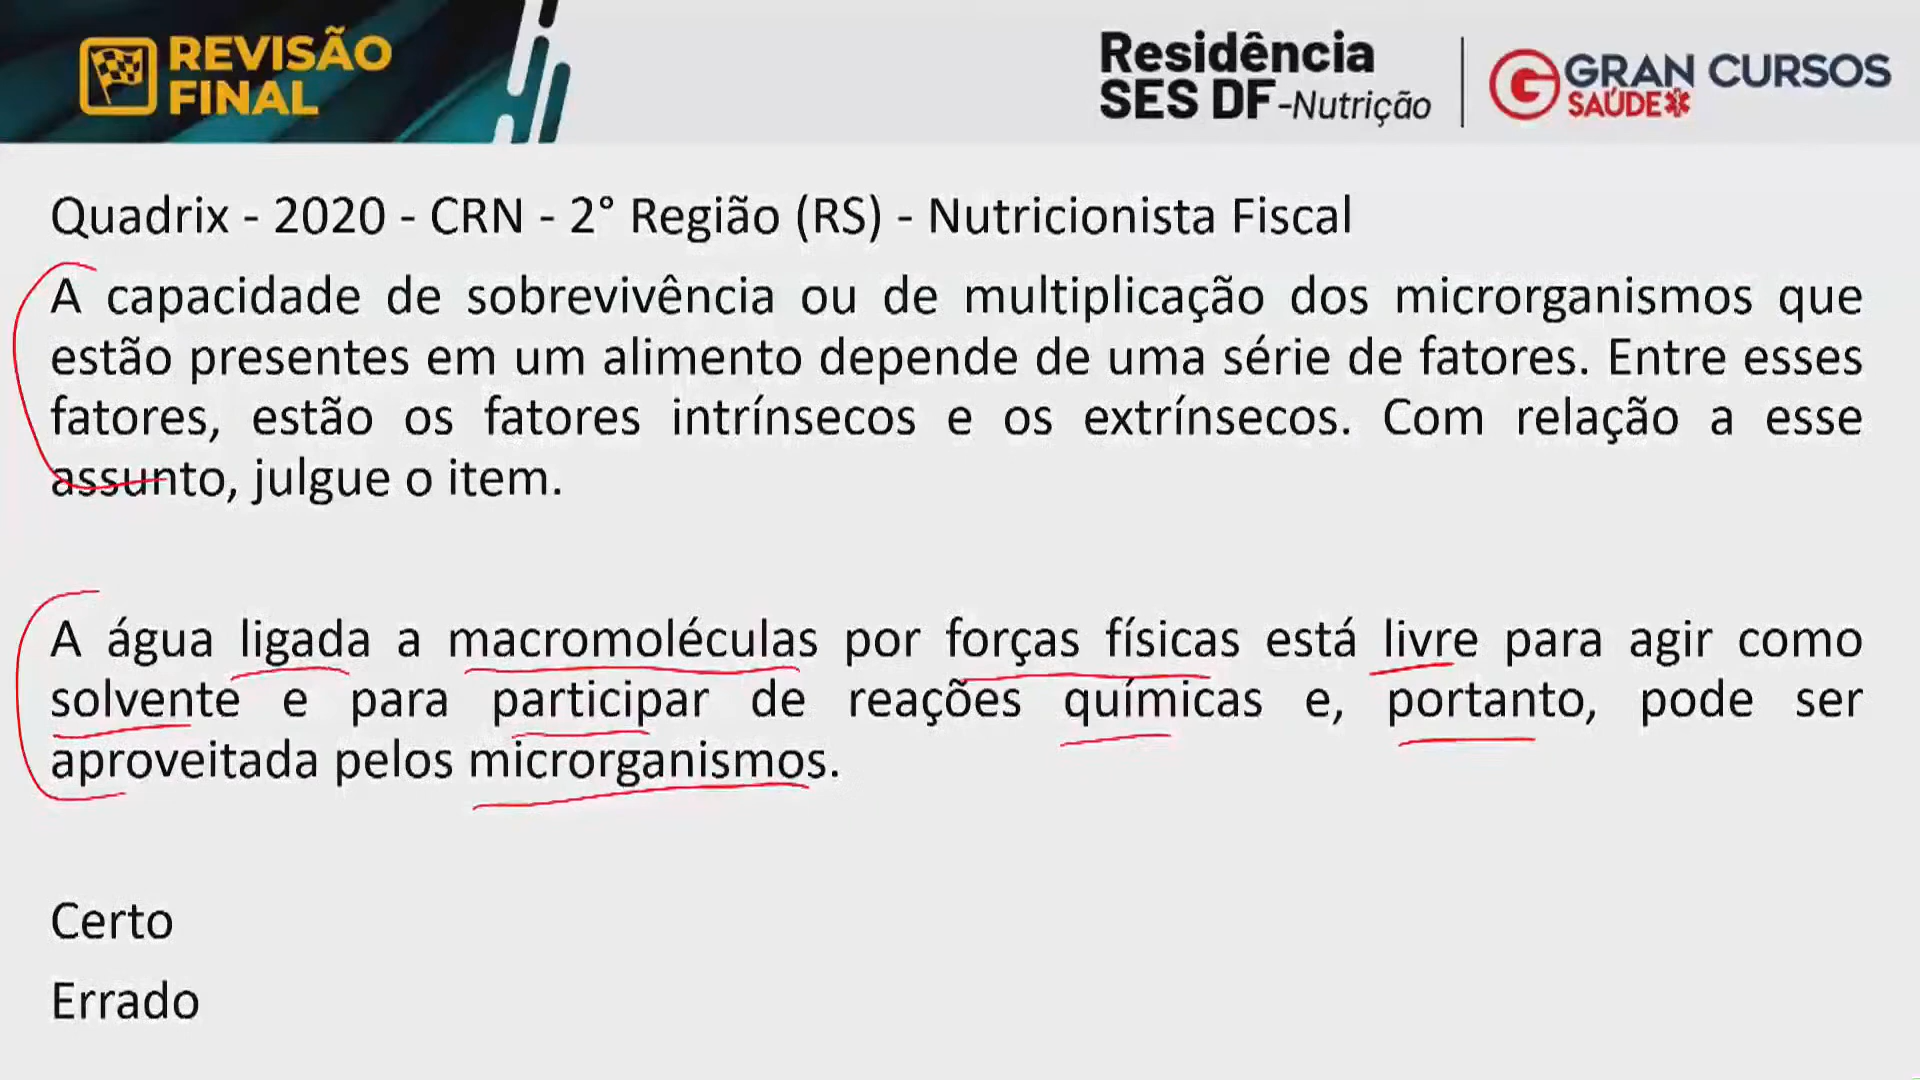 REVISÃO
FINAL
Residência
SES DF-Nutrição
GRAN CURSOS
SAÚDE
Quadrix - 2020 - CRN - 2° Região (RS) - Nutricionista Fiscal
A capacidade de sobrevivência ou de multiplicação dos microrganismos que
estão presentes em um alimento depende de uma série de fatores. Entre esses
fatores, estão os fatores intrínsecos e os extrínsecos. Com relação a esse
assunto, julgue o item.
A água ligada a macromoléculas por forças físicas está livre para agir como
solvente e para participar de reações químicas e, portanto, pode ser
aproveitada pelos microrganismos.
Certo
Errado